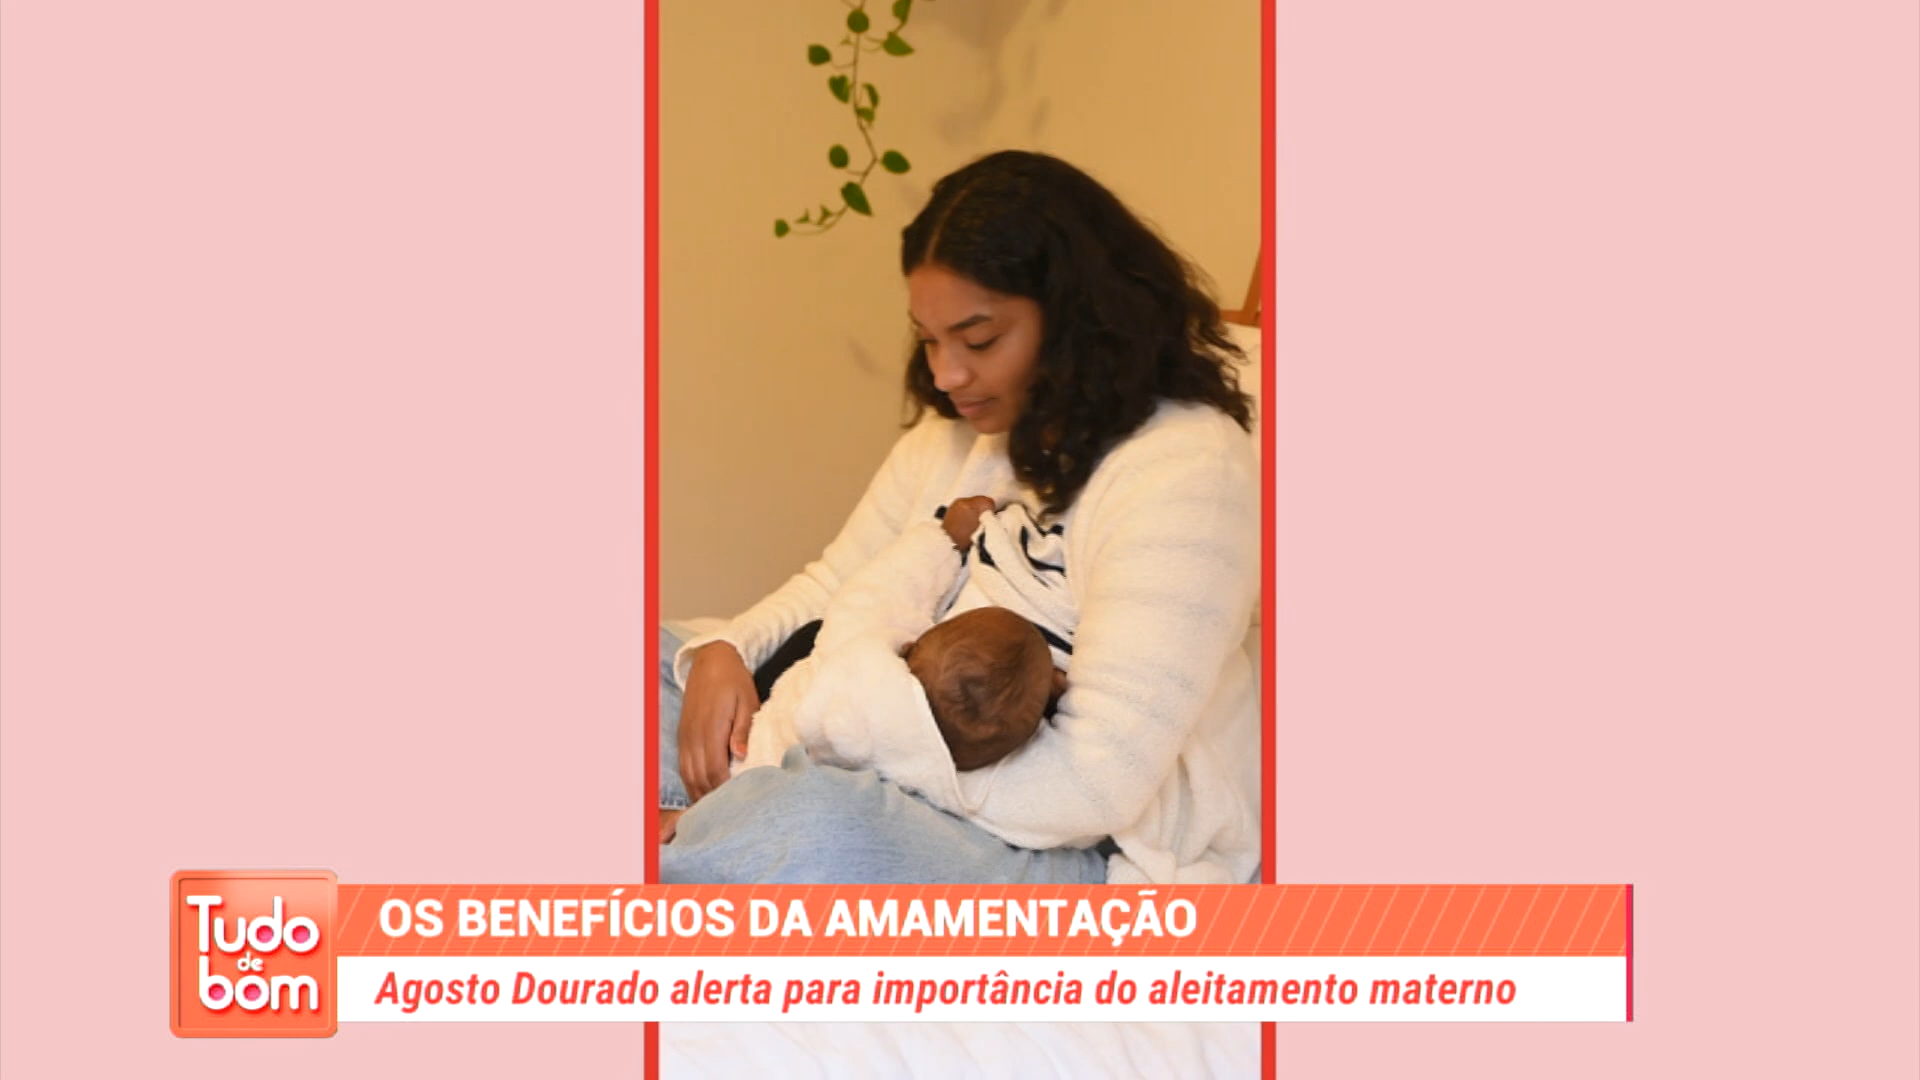 OS BENEFÍCIOS DA AMAMENTAÇÃO
Tudo
de
bom
Agosto Dourado alerta para importância do aleitamento materno